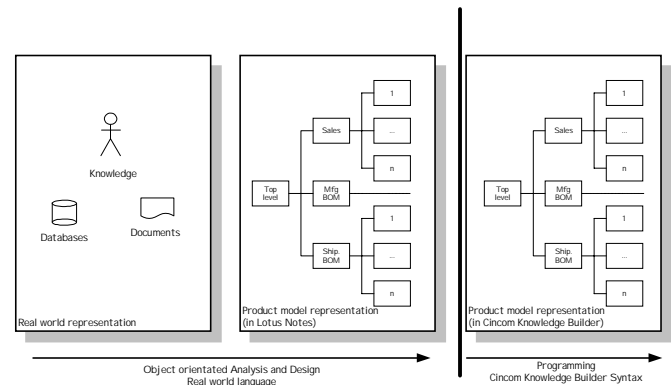 Knowledge
Databases
Documents
Real world representation
Top
level
Sales
1
...
n
Mfg
BOM
Ship.
BOM
1
...
n
Product model representation
(in Lotus Notes)
Top
level
Sales
1
...
n
Mfg
BOM
Ship.
BOM
1
...
n
Product model representation
(in Cincom Knowledge Builder)
Object orientated Analysis and Design
Real world language
Programming
Cincom Knowledge Builder Syntax